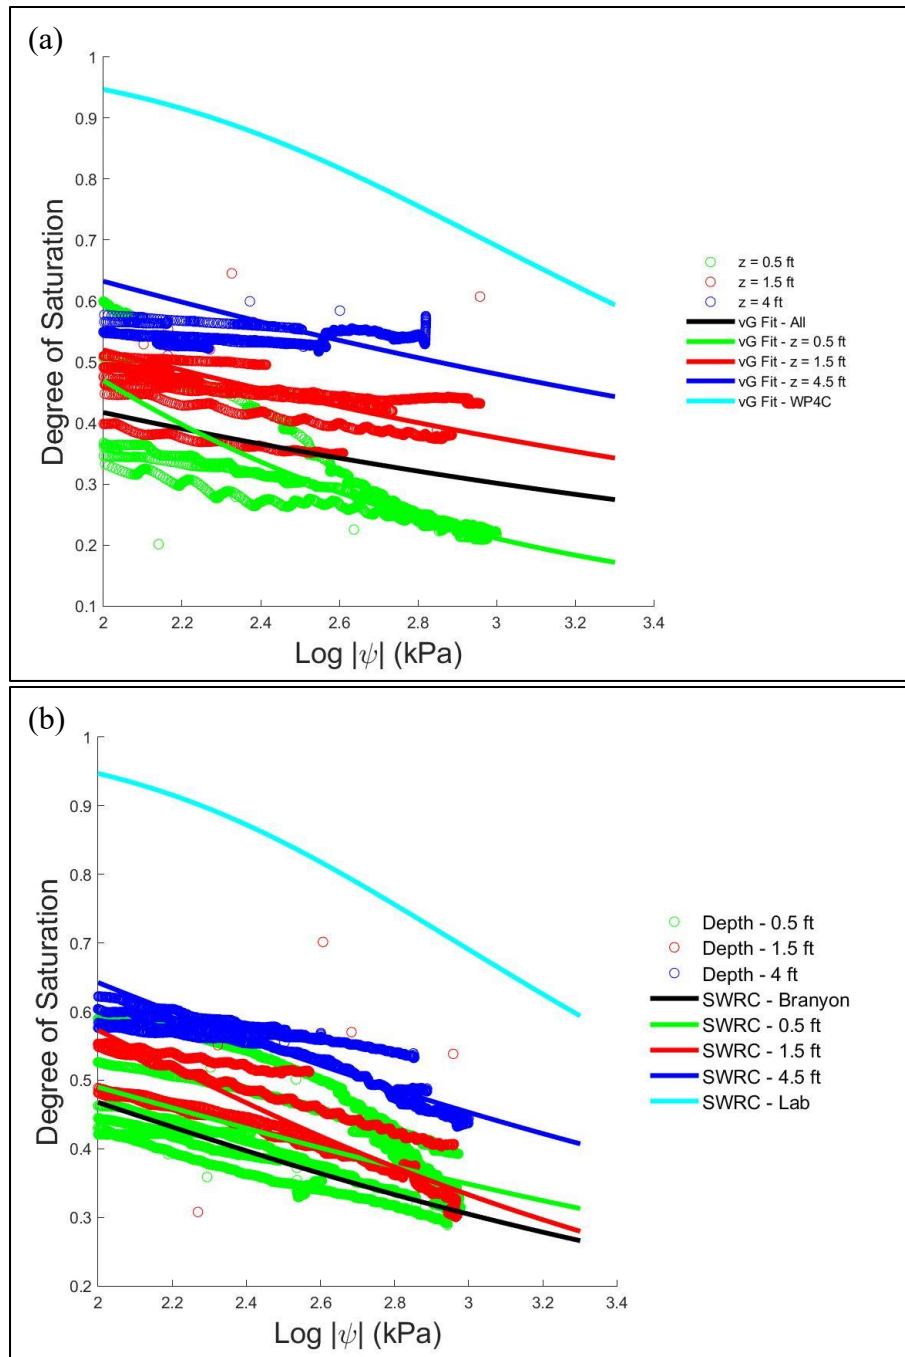 (a)
1
0.9
0.8
0.7
0.6
0.5
0.4
0.3
0.2
0.1
Degree of Saturation
2
2.2
2.4
2.6
2.8
3
3.2
3.4
Log |ψ| (kPa)
z = 0.5 ft
z = 1.5 ft
z = 4 ft
vG Fit - All
vG Fit - z = 0.5 ft
vG Fit - z = 1.5 ft
vG Fit - z = 4.5 ft
vG Fit - WP4C
(b)
1
0.9
0.8
0.7
0.6
0.5
0.4
0.3
0.2
Degree of Saturation
2
2.2
2.4
2.6
2.8
3
3.2
3.4
Log |ψ| (kPa)
Depth - 0.5 ft
Depth - 1.5 ft
Depth - 4 ft
SWRC - Branyon
SWRC - 0.5 ft
SWRC - 1.5 ft
SWRC - 4.5 ft
SWRC - Lab